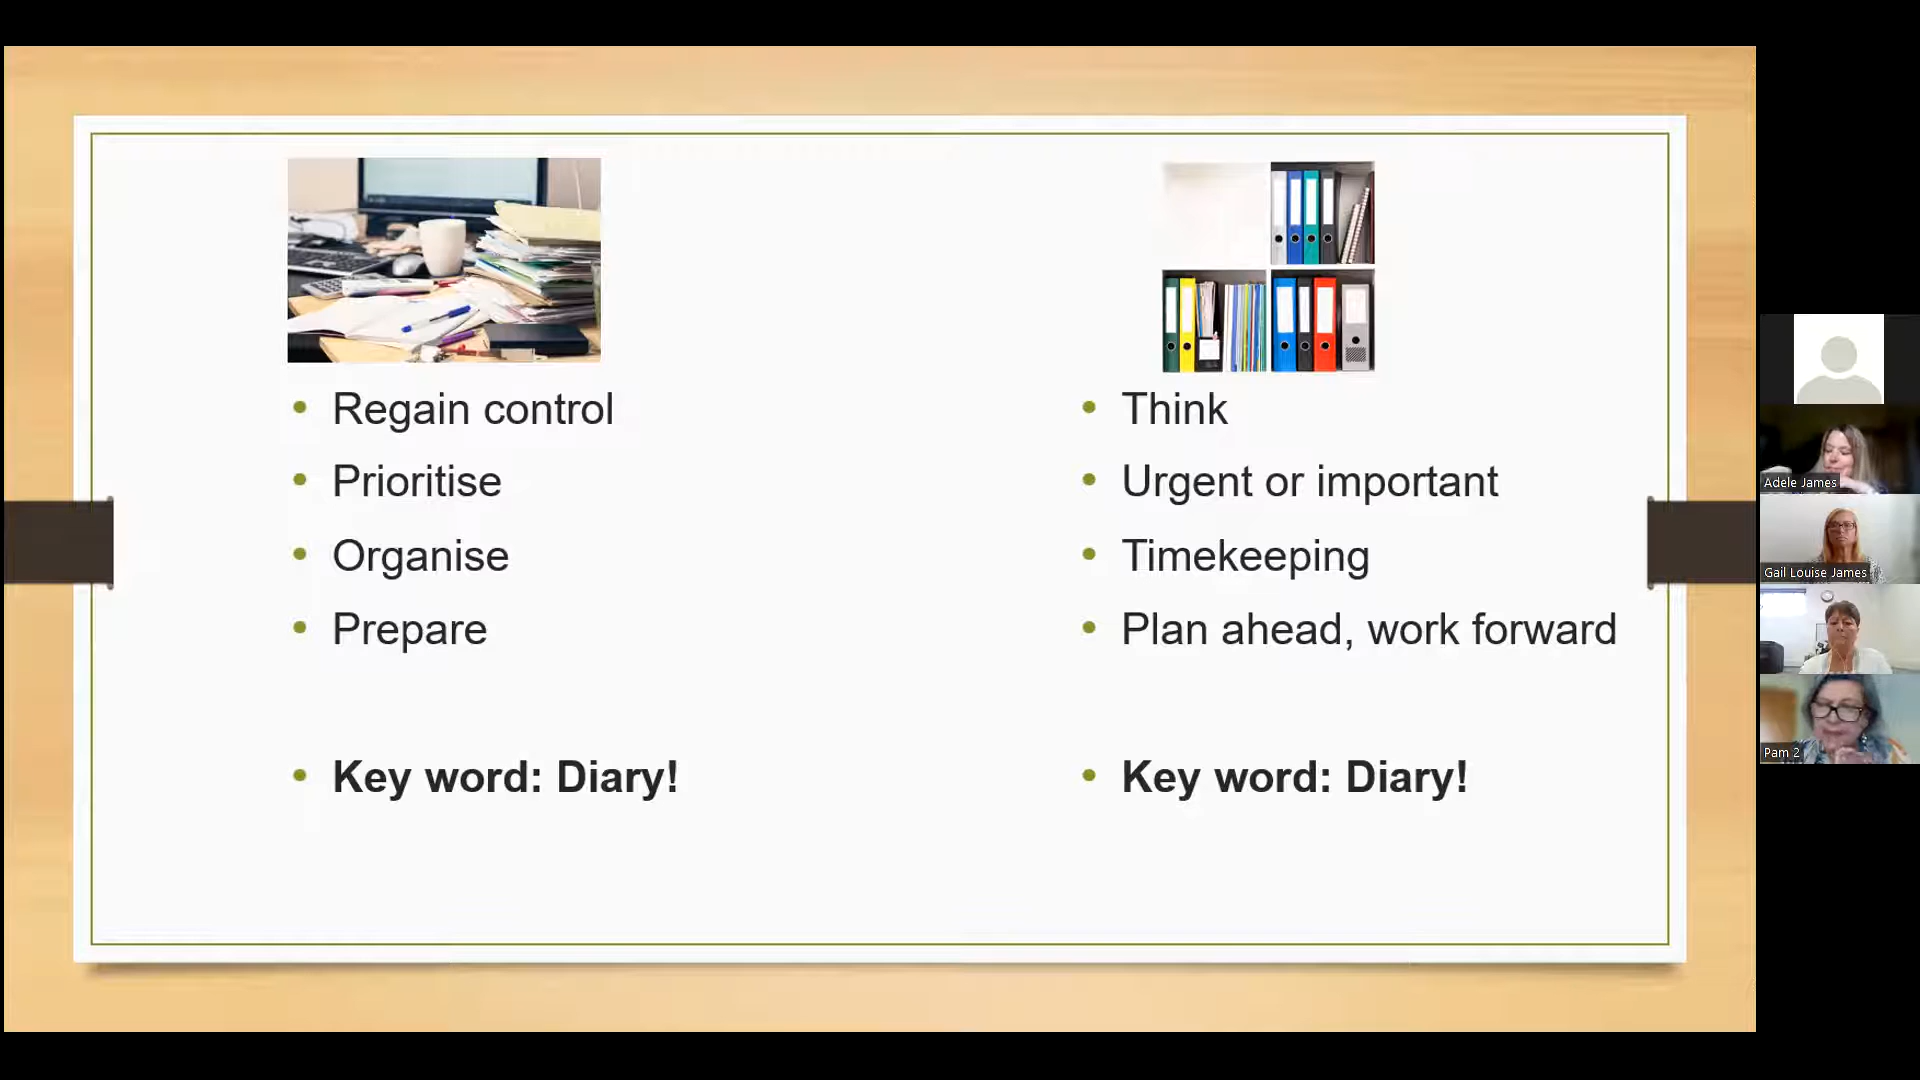 Regain control
Prioritise
Organise
Prepare
Key word: Diary!
Think
Urgent or important
Timekeeping
Plan ahead, work forward
Key word: Diary!
Adele James
Gail Louise James
Pam 2